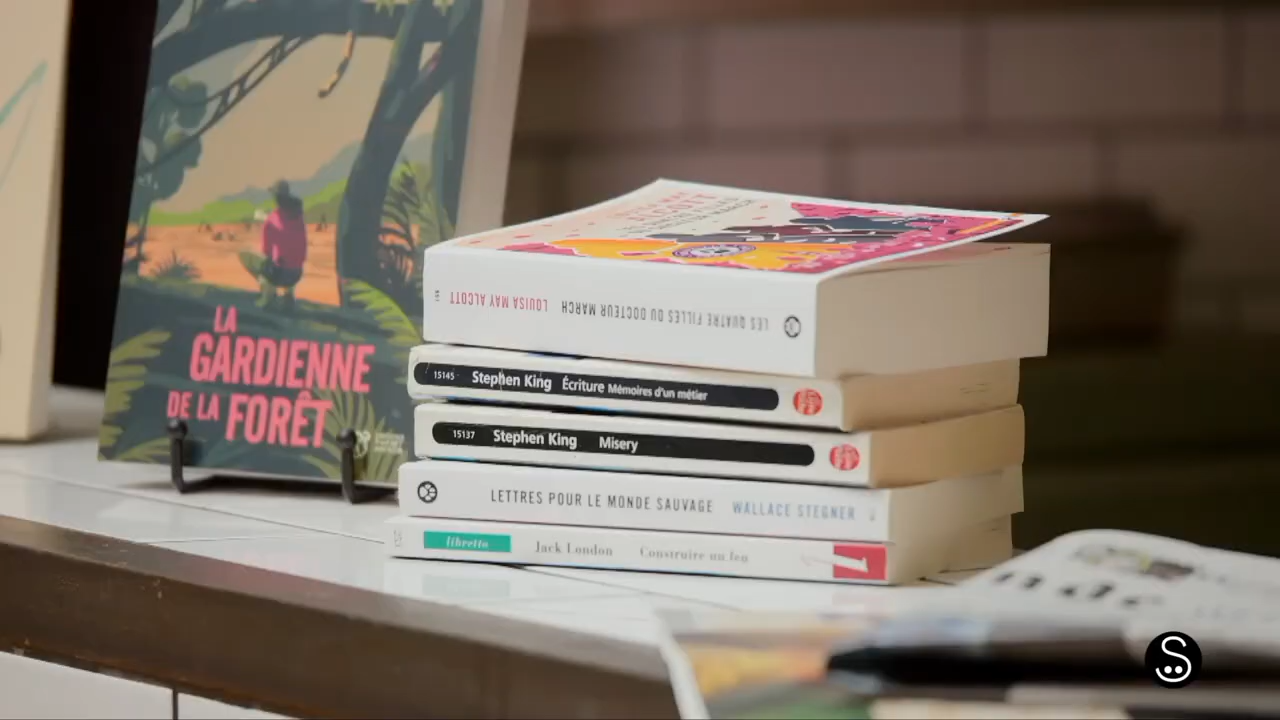 LA
GARDIENNE
DE LA FORÊT
LES QUATRE FILLES DU DOCTEUR MARCH LOUISA MAY ALCOTT
15145 Stephen King Écriture Mémoires d'un métier
15137 Stephen King Misery
LETTRES POUR LE MONDE SAUVAGE WALLACE STEGNER
libretto Jack London Construire un feu